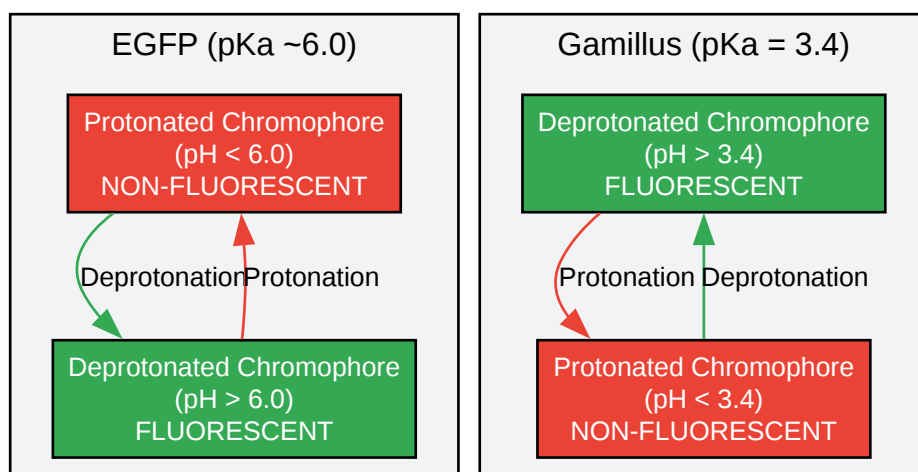 EGFP (pKa ~6.0)
Protonated Chromophore
(pH < 6.0)
NON-FLUORESCENT
Deprotonation
Protonation
Deprotonated Chromophore
(pH > 6.0)
FLUORESCENT
Gamillus (pKa = 3.4)
Deprotonated Chromophore
(pH > 3.4)
FLUORESCENT
Protonation
Deprotonation
Protonated Chromophore
(pH < 3.4)
NON-FLUORESCENT